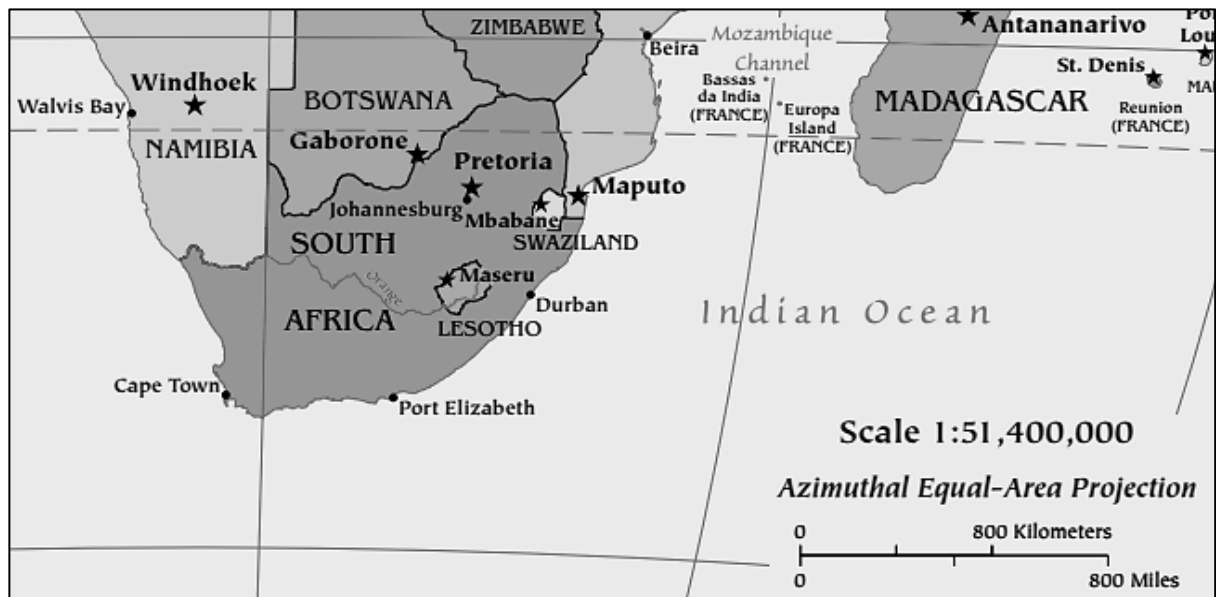 ZIMBABWE
Beira
Mozambique
Channel
Antananarivo
Windhoek
Walvis Bay
BOTSWANA
Bassas
da India
(FRANCE)
Europa
Island
(FRANCE)
MADAGASCAR
St. Denis
Reunion
(FRANCE)
NAMIBIA
Gaborone
Pretoria
Johannesburg
Mbabane
Maputo
SWAZILAND
SOUTH
AFRICA
Orange
Maseru
LESOTHO
Durban
Indian Ocean
Cape Town
Port Elizabeth
Scale 1:51,400,000
Azimuthal Equal-Area Projection
0 800 Kilometers
0 800 Miles